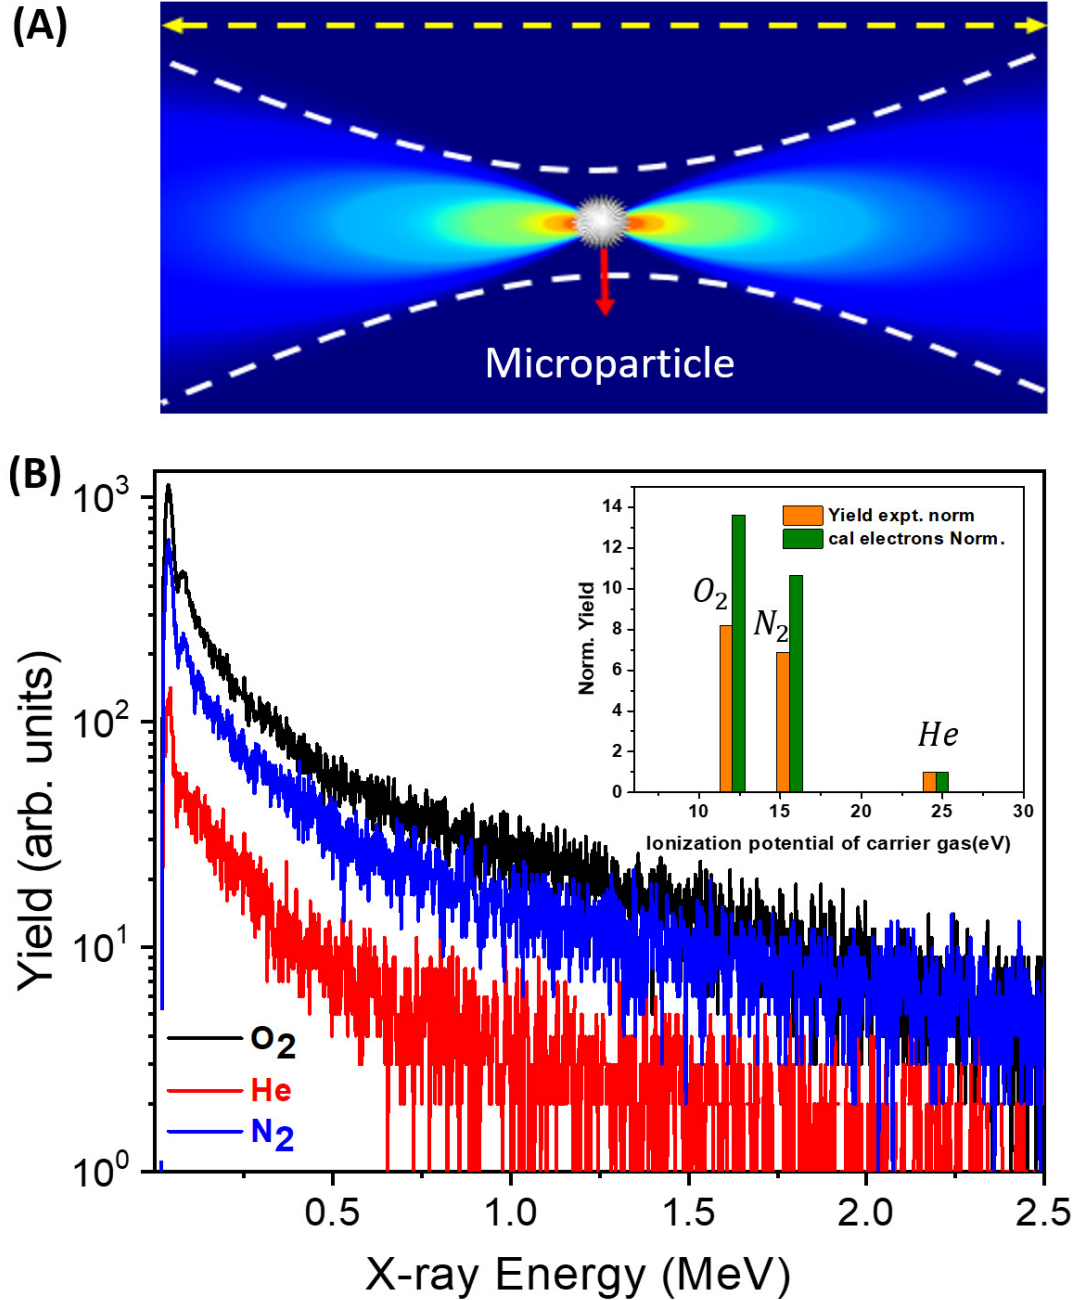 (A)
Microparticle
(B)
10³
10²
10¹
10⁰
Yield (arb. units)
O₂
He
N₂
0.5 1.0 1.5 2.0 2.5
X-ray Energy (MeV)
14
12
10
8
6
4
2
0
Norm. Yield
Yield expt. norm
cal electrons Norm.
O₂
N₂
He
10 15 20 25 30
Ionization potential of carrier gas(eV)